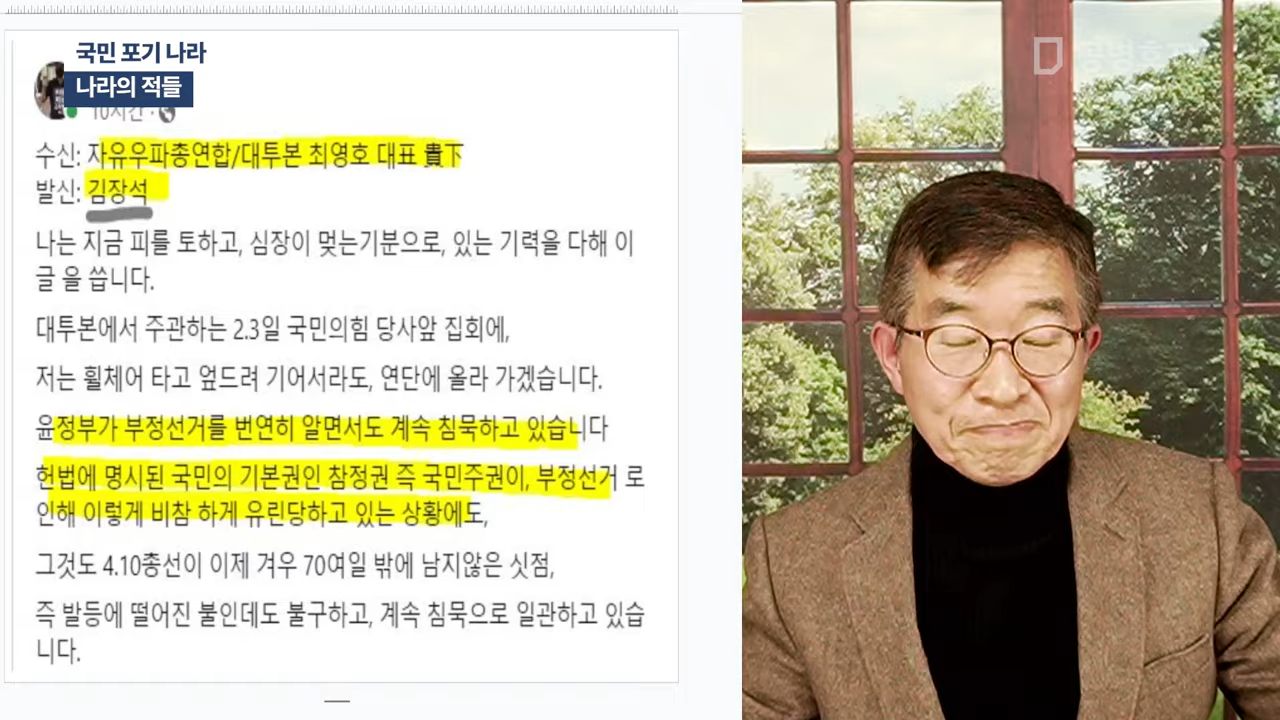 국민 포기 나라
나라의 적들
10시간
수신: 자유우파총연합/대투본 최영호 대표 貴下
발신: 김장석
나는 지금 피를 토하고, 심장이 멎는기분으로, 있는 기력을 다해 이
글 을 씁니다.
대투본에서 주관하는 2.3일 국민의힘 당사앞 집회에,
저는 휠체어 타고 엎드려 기어서라도, 연단에 올라 가겠습니다.
윤정부가 부정선거를 번연히 알면서도 계속 침묵하고 있습니다
헌법에 명시된 국민의 기본권인 참정권 즉 국민주권이, 부정선거 로
인해 이렇게 비참 하게 유린당하고 있는 상황에도,
그것도 4.10총선이 이제 겨우 70여일 밖에 남지않은 싯점,
즉 발등에 떨어진 불인데도 불구하고, 계속 침묵으로 일관하고 있습
니다.